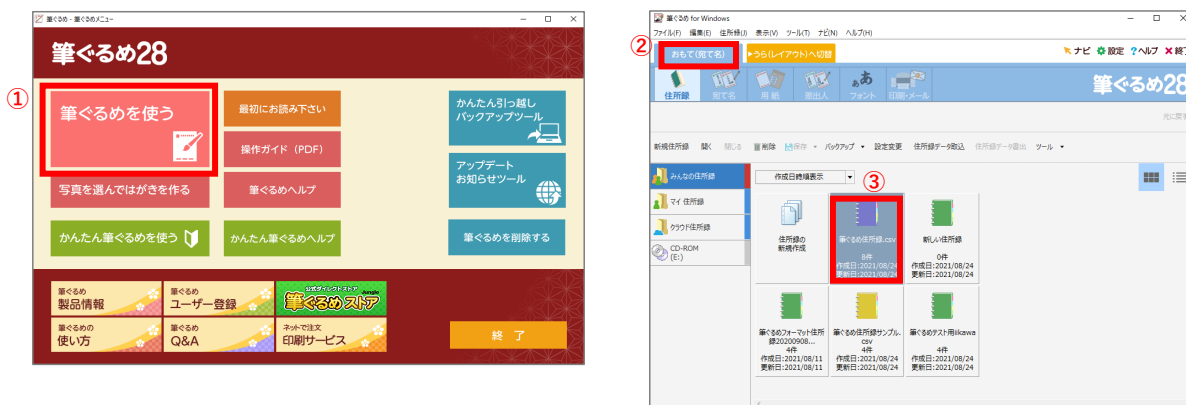 筆ぐるめ - 筆ぐるめメニュー
筆ぐるめ28
①
筆ぐるめを使う
最初にお読み下さい
操作ガイド（PDF）
かんたん引っ越し
バックアップツール
アップデート
お知らせツール
写真を選んではがきを作る
筆ぐるめヘルプ
かんたん筆ぐるめを使う
かんたん筆ぐるめヘルプ
筆ぐるめを削除する
筆ぐるめ
製品情報
筆ぐるめ
ユーザー登録
公式ダイレクトストア Jungle
筆ぐるめストア
筆ぐるめの
使い方
筆ぐるめ
Q&A
ネットで注文
印刷サービス
終 了
筆ぐるめ for Windows
ファイル(F) 編集(E) 住所録(J) 表示(V) ツール(T) ナビ(N) ヘルプ(H)
②
おもて(宛て名)
うら(レイアウト)へ切替
ナビ 設定 ?ヘルプ ×終了
住所録 宛て名 用 紙 差出人 フォント 印刷・メール
あぁ
筆ぐるめ28
元に戻す
新規住所録 開く 閉じる 削除 保存 バックアップ 設定変更 住所録データ取込 住所録データ書出 ツール
みんなの住所録
マイ 住所録
クラウド住所録
CD-ROM
(E:)
作成日時順表示
③
住所録の
新規作成
筆ぐるめ住所録.csv
8件
作成日:2021/08/24
更新日:2021/08/24
新しい住所録
0件
作成日:2021/08/24
更新日:2021/08/24
筆ぐるめフォーマット住所
録20200908...
4件
作成日:2021/08/11
更新日:2021/08/11
筆ぐるめ住所録サンプル.
csv
4件
作成日:2021/08/24
更新日:2021/08/24
筆ぐるめテスト用iikawa
4件
作成日:2021/08/24
更新日:2021/08/24